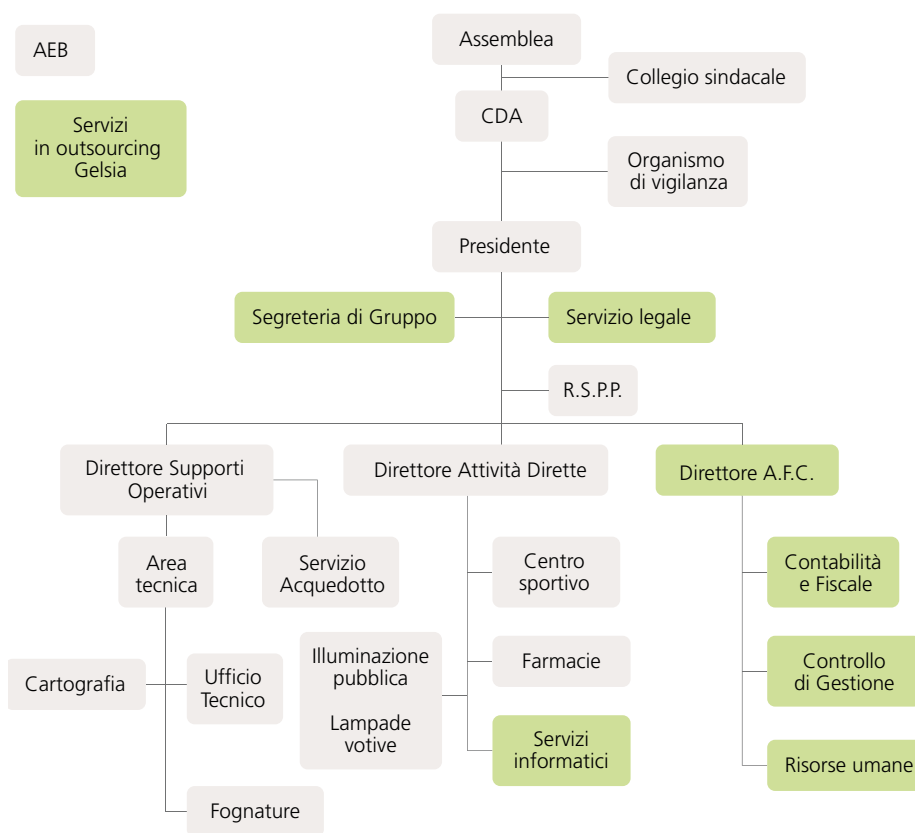 AEB
Servizi
in outsourcing
Gelsia
Assemblea
Collegio sindacale
CDA
Organismo
di vigilanza
Presidente
Segreteria di Gruppo
Servizio legale
R.S.P.P.
Direttore Supporti
Operativi
Direttore Attività Dirette
Direttore A.F.C.
Area
tecnica
Servizio
Acquedotto
Cartografia
Ufficio
Tecnico
Fognature
Centro
sportivo
Illuminazione
pubblica
Lampade
votive
Farmacie
Servizi
informatici
Contabilità
e Fiscale
Controllo
di Gestione
Risorse umane